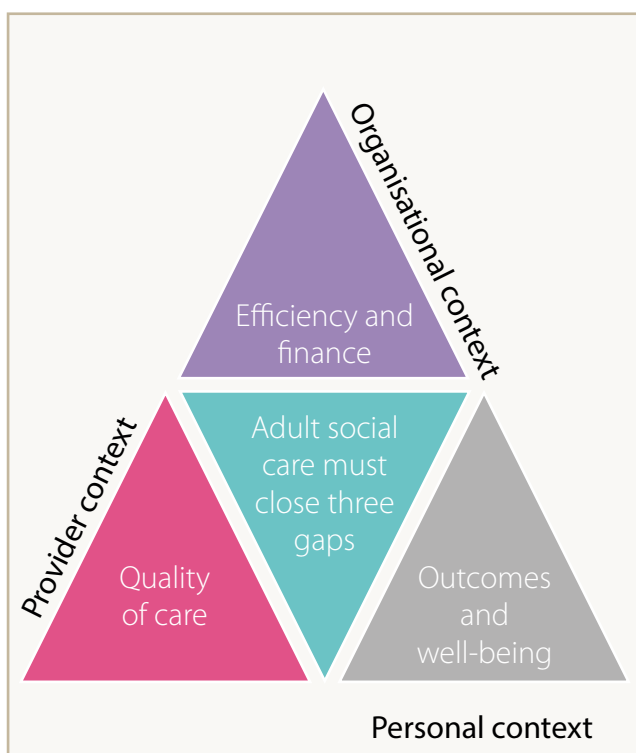 Organisational context
Efficiency and
finance
Provider context
Adult social
care must
close three
gaps
Quality
of care
Outcomes
and
well-being
Personal context